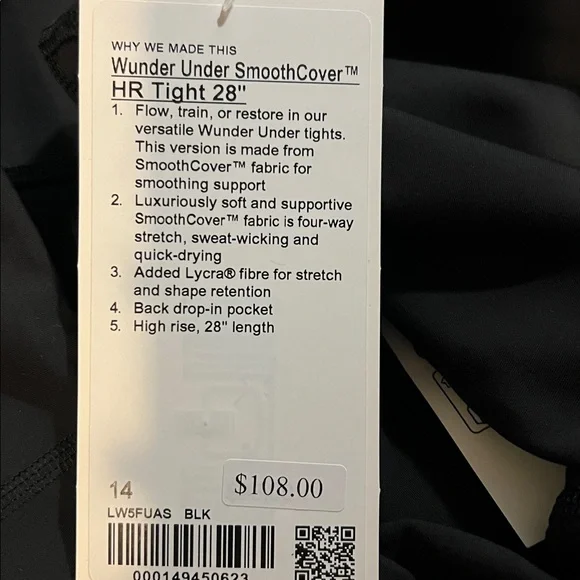 WHY WE MADE THIS
Wunder Under SmoothCover™
HR Tight 28"
1. Flow, train, or restore in our
versatile Wunder Under tights.
This version is made from
SmoothCover™ fabric for
smoothing support
2. Luxuriously soft and supportive
SmoothCover™ fabric is four-way
stretch, sweat-wicking and
quick-drying
3. Added Lycra® fibre for stretch
and shape retention
4. Back drop-in pocket
5. High rise, 28" length
14
$108.00
LW5FUAS BLK
000149450623